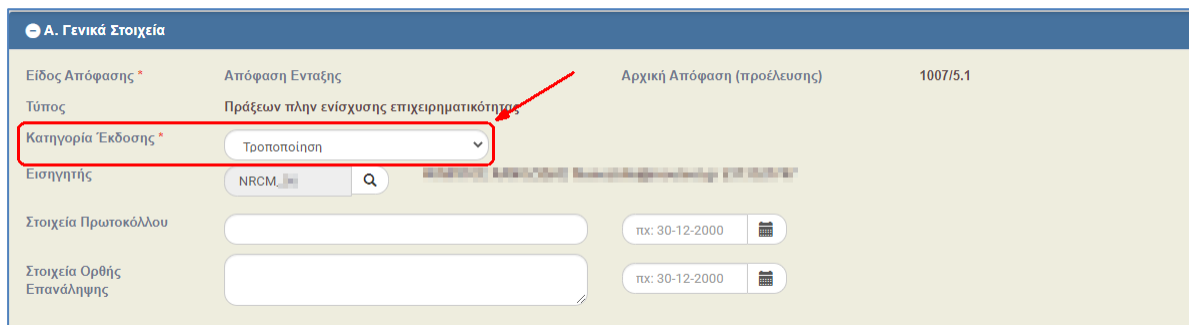 Α. Γενικά Στοιχεία
Είδος Απόφασης * Απόφαση Ενταξης Αρχική Απόφαση (προέλευσης) 1007/5.1
Τύπος Πράξεων πλην ενίσχυσης επιχειρηματικότητας
Κατηγορία Έκδοσης * Τροποποίηση
Εισηγητής NRCM_
Στοιχεία Πρωτοκόλλου πχ: 30-12-2000
Στοιχεία Ορθής
Επανάληψης πχ: 30-12-2000